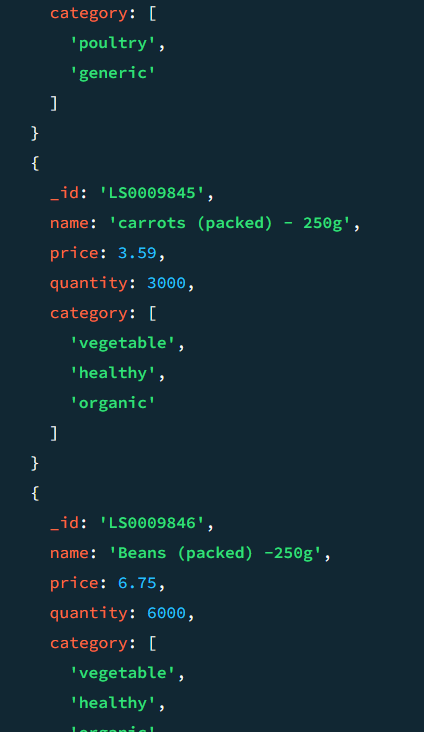 category: [
'poultry',
'generic'
]
}
{
_id: 'LS0009845',
name: 'carrots (packed) - 250g',
price: 3.59,
quantity: 3000,
category: [
'vegetable',
'healthy',
'organic'
]
}
{
_id: 'LS0009846',
name: 'Beans (packed) -250g',
price: 6.75,
quantity: 6000,
category: [
'vegetable',
'healthy',
'organic'